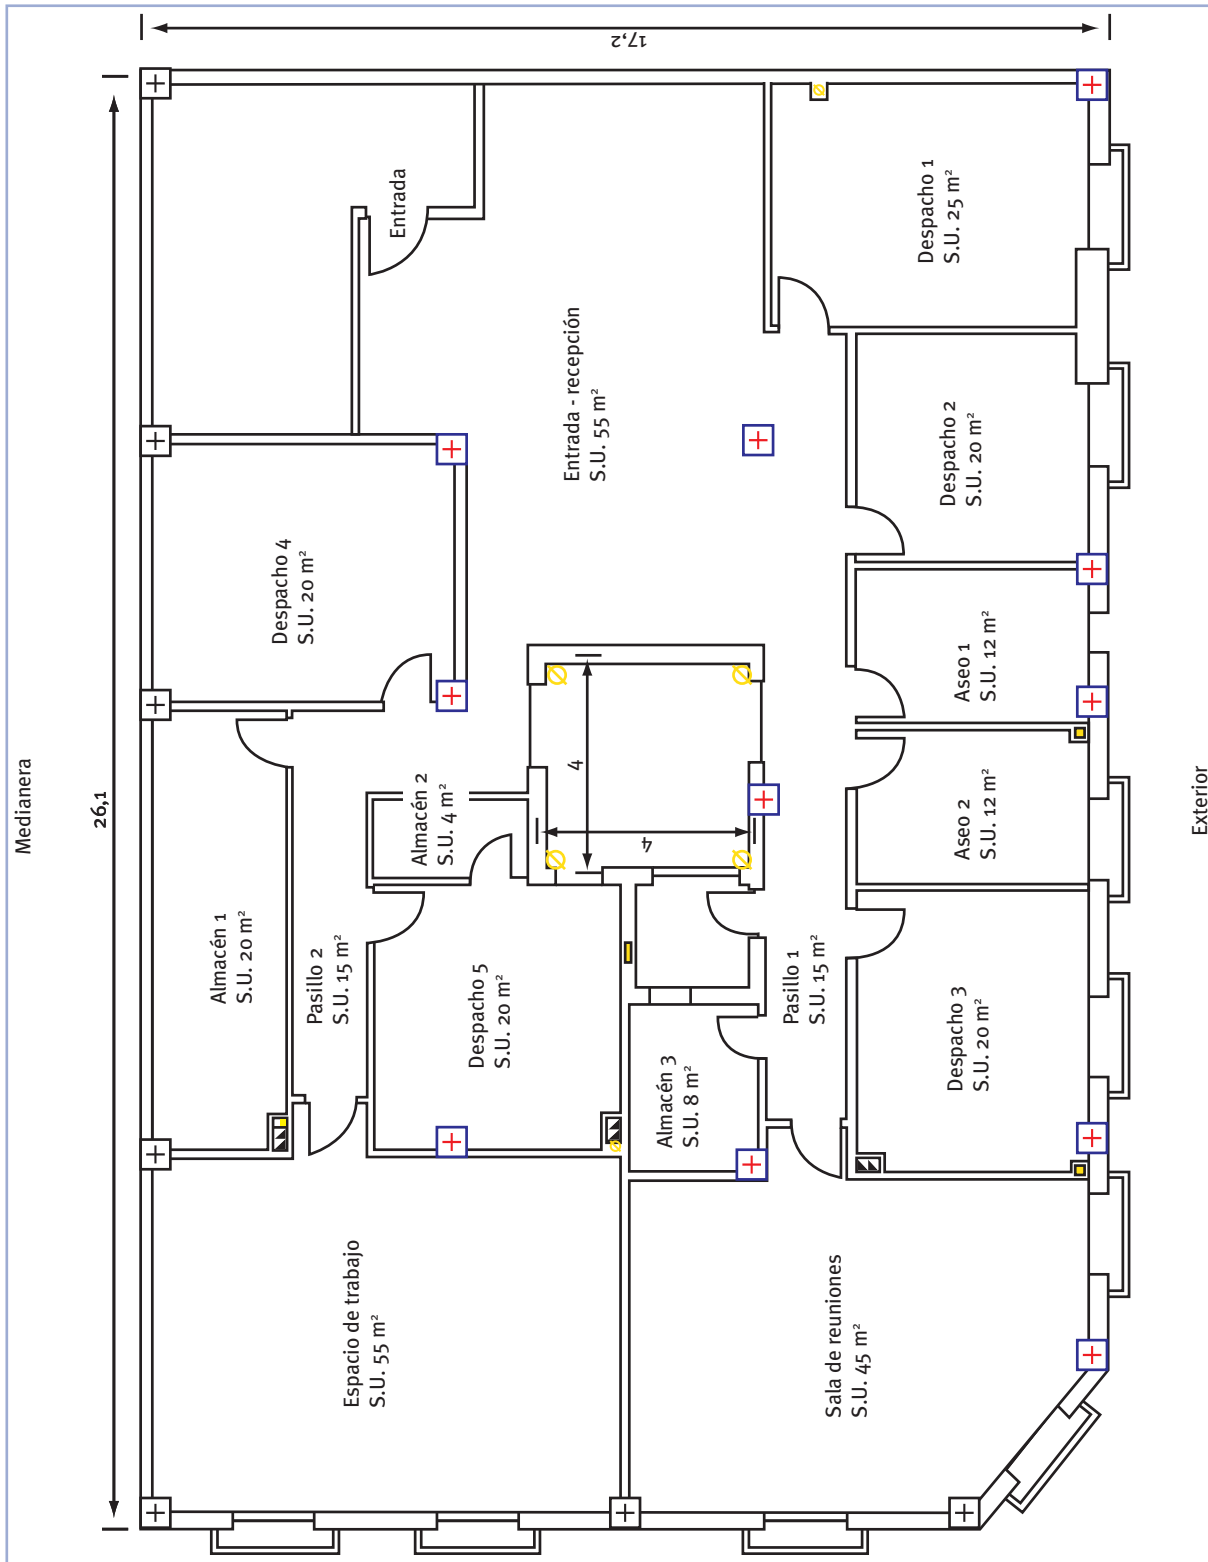 17,2
Medianera
26,1
Entrada
Despacho 1
S.U. 25 m²
Entrada - recepción
S.U. 55 m²
Despacho 2
S.U. 20 m²
Despacho 4
S.U. 20 m²
Aseo 1
S.U. 12 m²
4
4
Almacén 2
S.U. 4 m²
Aseo 2
S.U. 12 m²
Exterior
Almacén 1
S.U. 20 m²
Pasillo 2
S.U. 15 m²
Despacho 5
S.U. 20 m²
Pasillo 1
S.U. 15 m²
Almacén 3
S.U. 8 m²
Despacho 3
S.U. 20 m²
Espacio de trabajo
S.U. 55 m²
Sala de reuniones
S.U. 45 m²